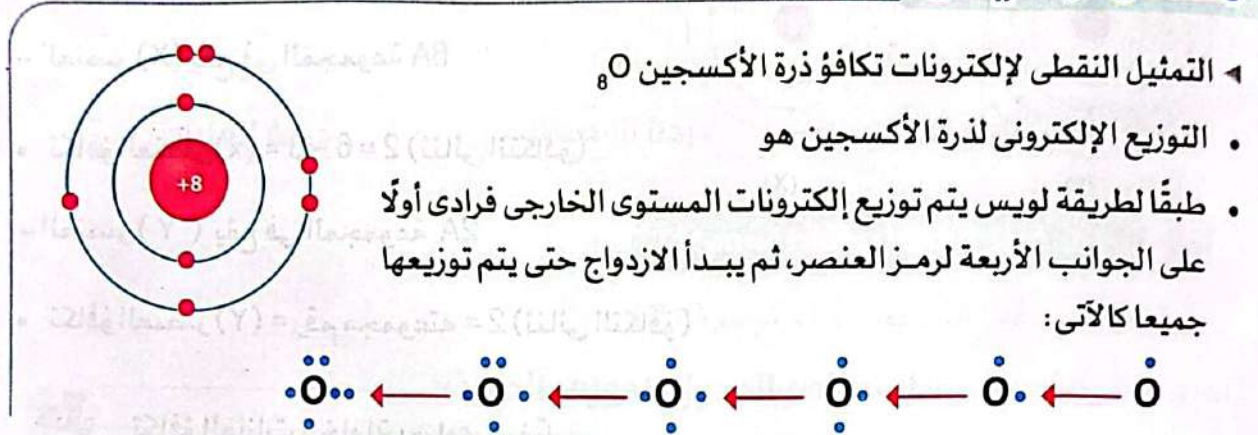 ◂ التمثيل النقطى لإلكترونات تكافؤ ذرة الأكسجين ₈O
• التوزيع الإلكترونى لذرة الأكسجين هو
• طبقًا لطريقة لويس يتم توزيع إلكترونات المستوى الخارجى فرادى أولًا
على الجوانب الأربعة لرمـز العنصر، ثم يبـدأ الازدواج حتى يتم توزيعها
جميعا كالآتى:
+8
O ← O ← O ← O ← O ← O